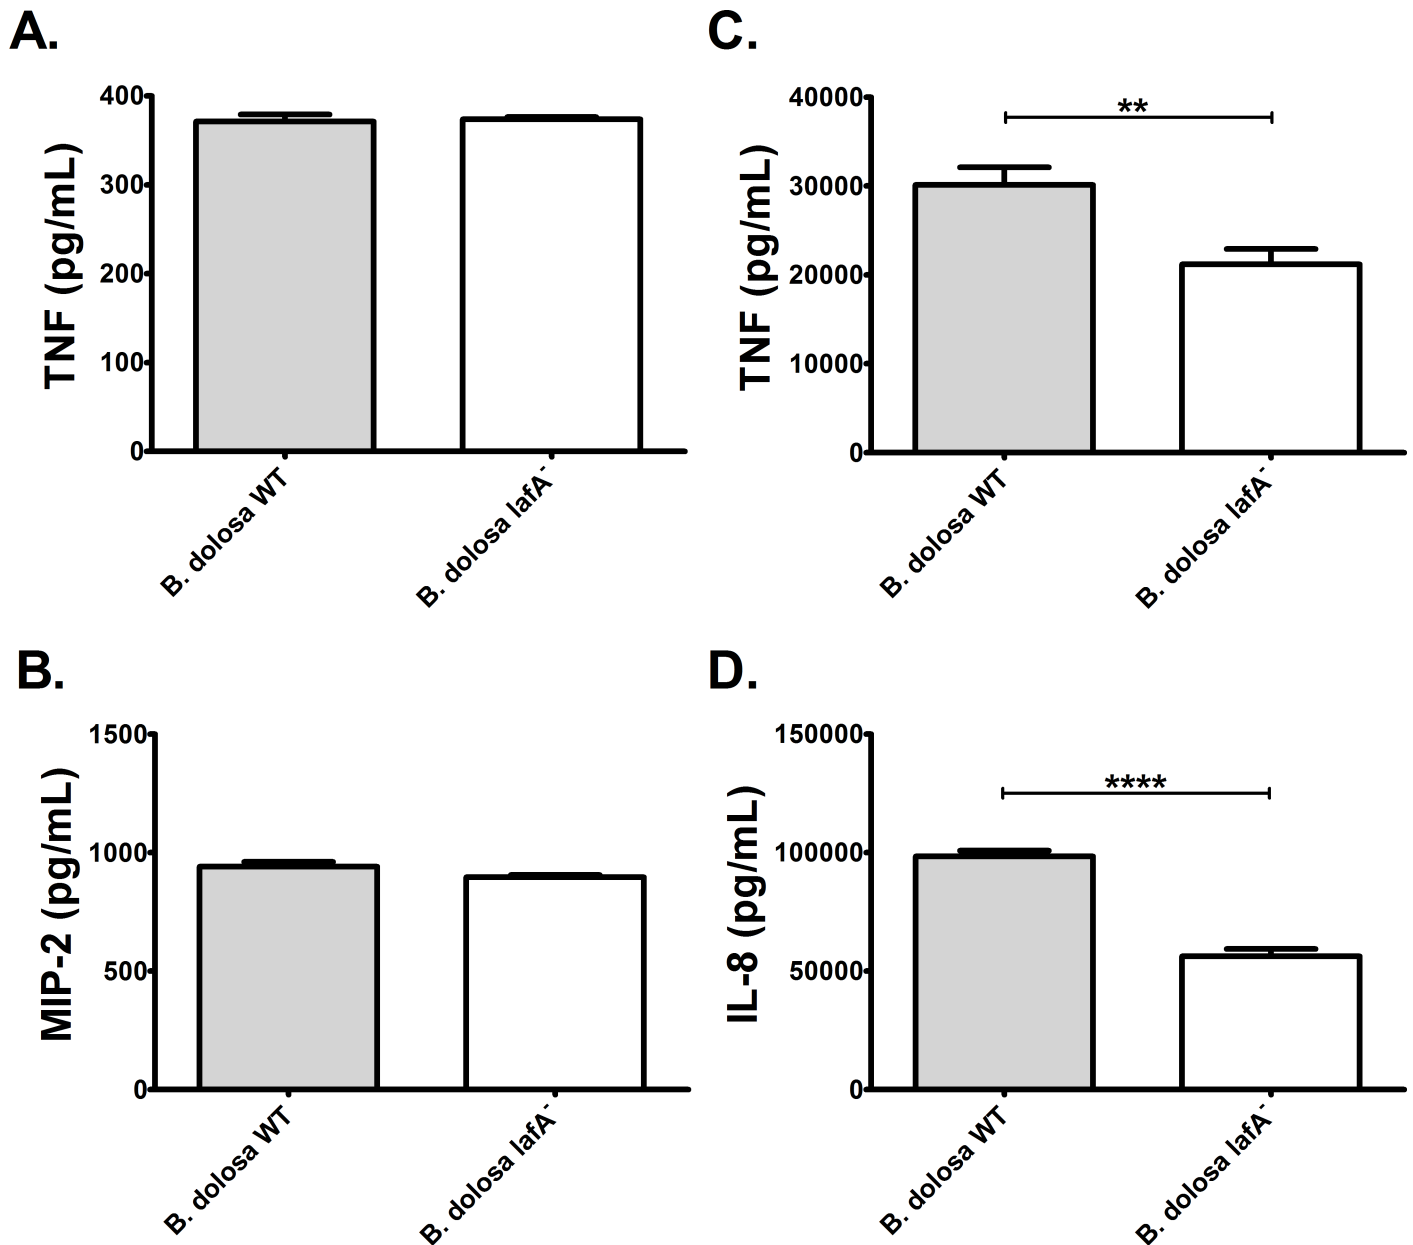 A.
TNF (pg/mL)
400
300
200
100
0
B. dolosa WT
B. dolosa lafA-
C.
TNF (pg/mL)
40000
30000
20000
10000
0
**
B. dolosa WT
B. dolosa lafA-
B.
MIP-2 (pg/mL)
1500
1000
500
0
B. dolosa WT
B. dolosa lafA-
D.
IL-8 (pg/mL)
150000
100000
50000
0
****
B. dolosa WT
B. dolosa lafA-